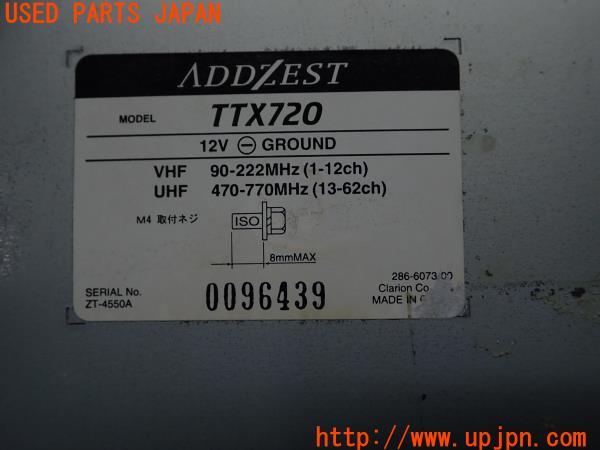 USED PARTS JAPAN
ADDZEST
MODEL TTX720
12V ⊖ GROUND
VHF 90-222MHz (1-12ch)
UHF 470-770MHz (13-62ch)
M4 取付ネジ
ISO
8mmMAX
286-6073-00
SERIAL No.
ZT-4550A
0096439
Clarion Co
MADE IN
http://www.upjpn.com/